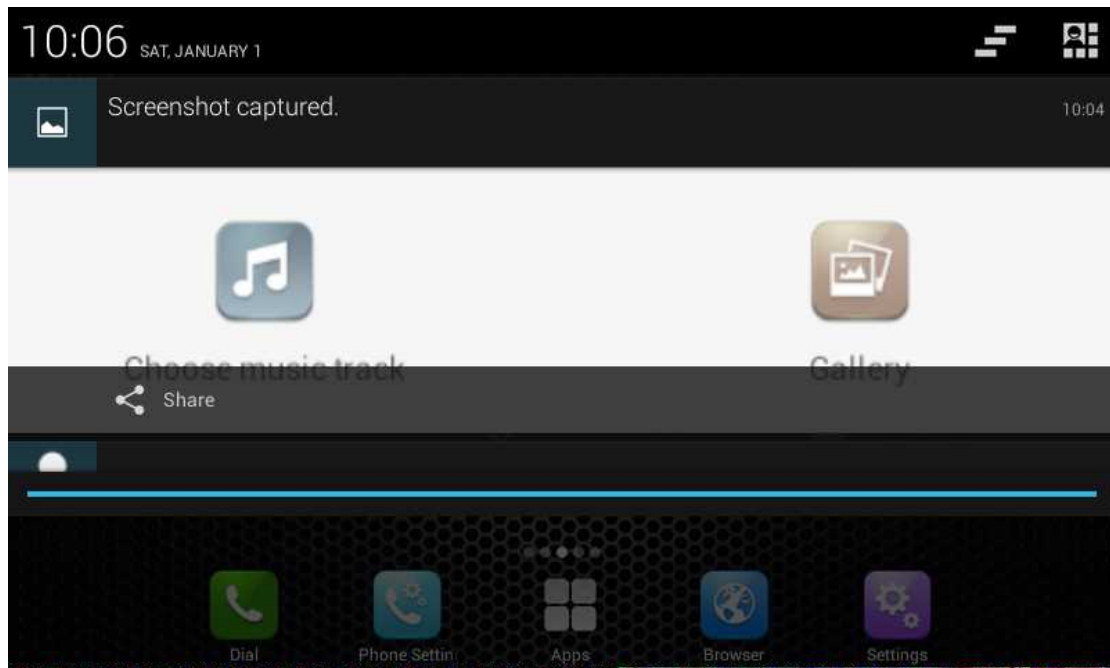 10:06 SAT, JANUARY 1
Screenshot captured.
10:04
Choose music track
Gallery
Share
Dial
Phone Settin
Apps
Browser
Settings